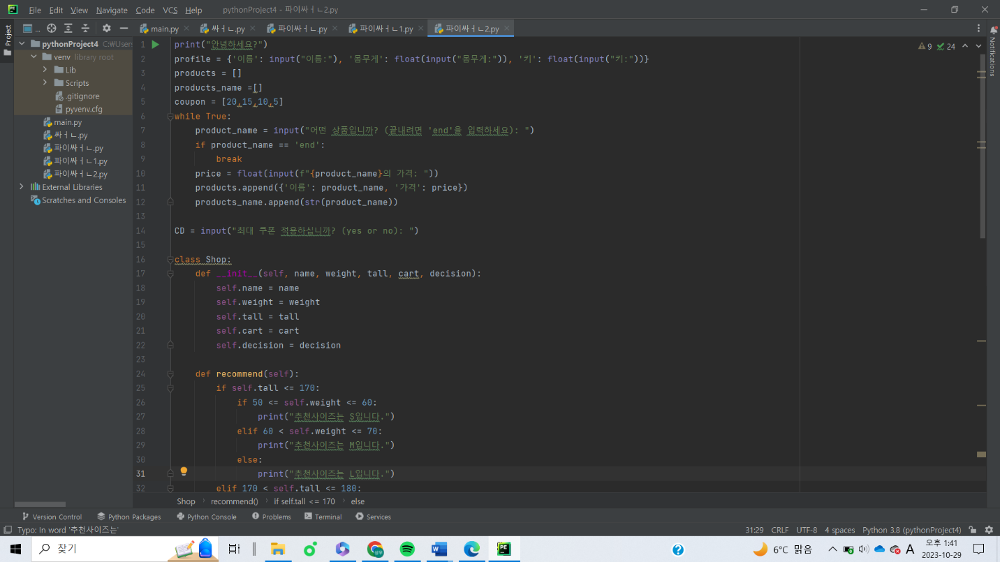 File Edit View Navigate Code VCS Help pythonProject4 - 파이싸ㅓㄴ2.py
Project
... main.py 싸ㅓㄴ.py 파이싸ㅓㄴ.py 파이싸ㅓㄴ1.py 파이싸ㅓㄴ2.py
Notifications
pythonProject4 C:\Users
venv library root
Lib
Scripts
.gitignore
pyvenv.cfg
main.py
싸ㅓㄴ.py
파이싸ㅓㄴ.py
파이싸ㅓㄴ1.py
파이싸ㅓㄴ2.py
External Libraries
Scratches and Consoles
9 24
1 print("안녕하세요?")
2 profile = {'이름': input("이름:"), '몸무게': float(input("몸무게:")), '키': float(input("키:"))}
3 products = []
4 products_name =[]
5 coupon = [20,15,10,5]
6 while True:
7 product_name = input("어떤 상품입니까? (끝내려면 'end'을 입력하세요): ")
8 if product_name == 'end':
9 break
10 price = float(input(f"{product_name}의 가격: "))
11 products.append({'이름': product_name, '가격': price})
12 products_name.append(str(product_name))
13
14 CD = input("최대 쿠폰 적용하십니까? (yes or no): ")
15
16 class Shop:
17 def __init__(self, name, weight, tall, cart, decision):
18 self.name = name
19 self.weight = weight
20 self.tall = tall
21 self.cart = cart
22 self.decision = decision
23
24 def recommend(self):
25 if self.tall <= 170:
26 if 50 <= self.weight <= 60:
27 print("추천사이즈는 S입니다.")
28 elif 60 < self.weight <= 70:
29 print("추천사이즈는 M입니다.")
30 else:
31 print("추천사이즈는 L입니다.")
32 elif 170 < self.tall <= 180:
Shop recommend() if self.tall <= 170 else
Version Control Python Packages Python Console Problems Terminal Services
Typo: In word '추천사이즈는' 31:29 CRLF UTF-8 4 spaces Python 3.8 (pythonProject4)
찾기 6°C 맑음 A 오후 1:41
2023-10-29